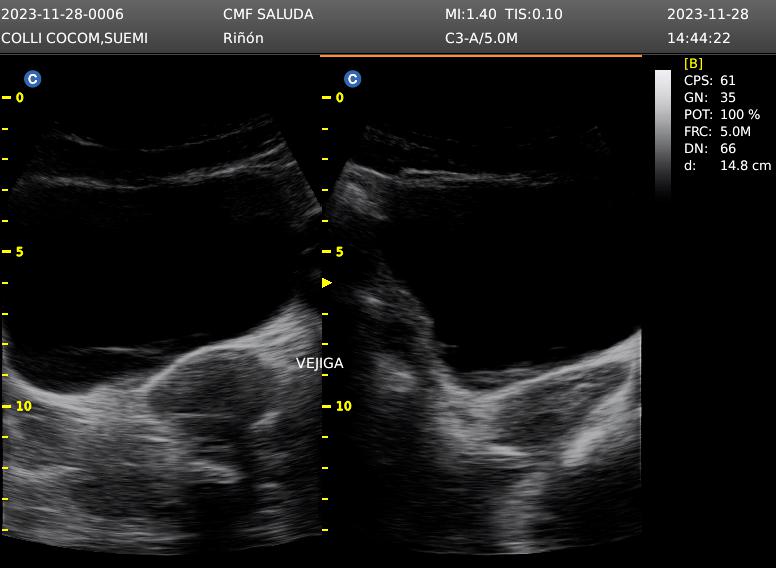 2023-11-28-0006 CMF SALUDA MI:1.40 TIS:0.10 2023-11-28
COLLI COCOM,SUEMI Riñón C3-A/5.0M 14:44:22
[B]
C C
0 0
CPS: 61
GN: 35
POT: 100 %
FRC: 5.0M
DN: 66
d: 14.8 cm
5 5
VEJIGA
10 10